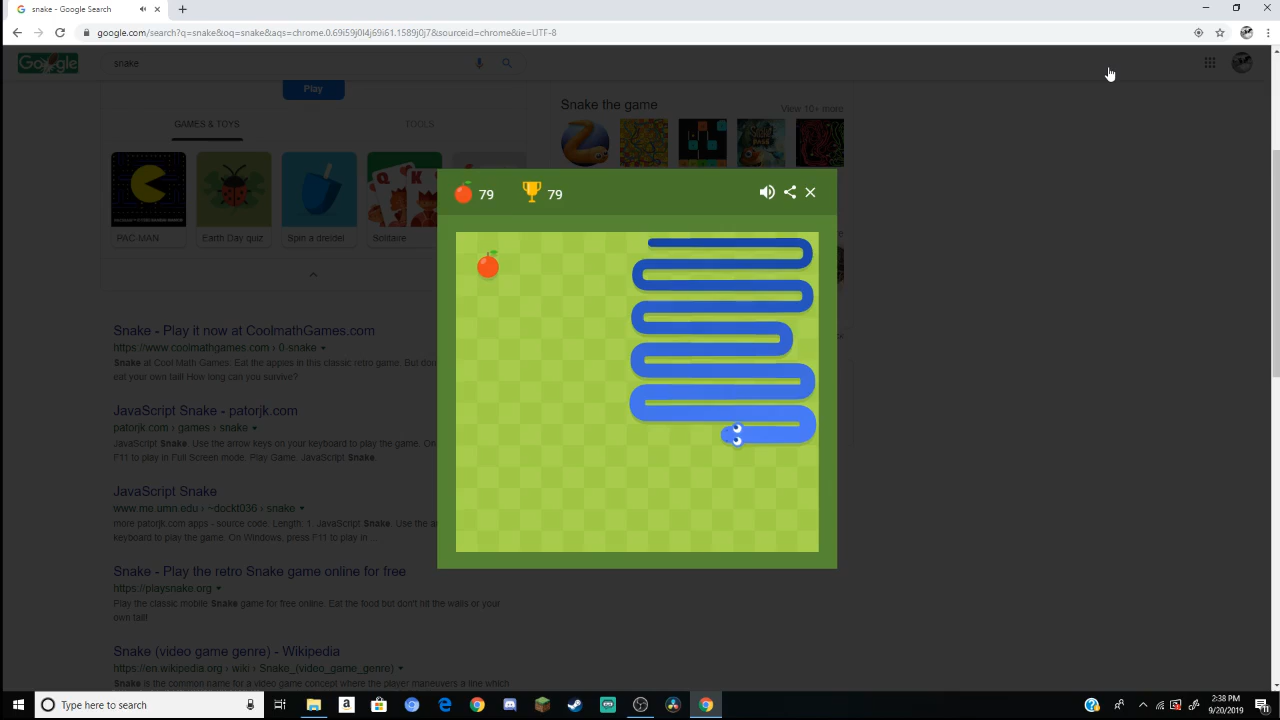 snake - Google Search
google.com/search?q=snake&oq=snake&aqs=chrome.0.69i59j0l4j69i61.1589j0j7&sourceid=chrome&ie=UTF-8
Google
snake
Play
Snake the game
View 10+ more
GAMES & TOYS
TOOLS
PAC-MAN
Earth Day quiz
Spin a dreidel
Solitaire
79
79
Snake - Play it now at CoolmathGames.com
https://www.coolmathgames.com › 0-snake
Snake at Cool Math Games: Eat the apples in this classic retro game. But don
eat your own tail! How long can you survive?
JavaScript Snake - patorjk.com
patorjk.com › games › snake
JavaScript Snake. Use the arrow keys on your keyboard to play the game. On
F11 to play in Full Screen mode. Play Game. JavaScript Snake.
JavaScript Snake
www.me.umn.edu › ~dockt036 › snake
more patorjk.com apps - source code. Length: 1. JavaScript Snake. Use the a
keyboard to play the game. On Windows, press F11 to play in ...
Snake - Play the retro Snake game online for free
https://playsnake.org
Play the classic mobile Snake game for free online. Eat the food but don't hit the walls or your
own tail!
Snake (video game genre) - Wikipedia
https://en.wikipedia.org › wiki › Snake_(video_game_genre)
Snake is the common name for a video game concept where the player maneuvers a line which
Type here to search
2:38 PM
9/20/2019